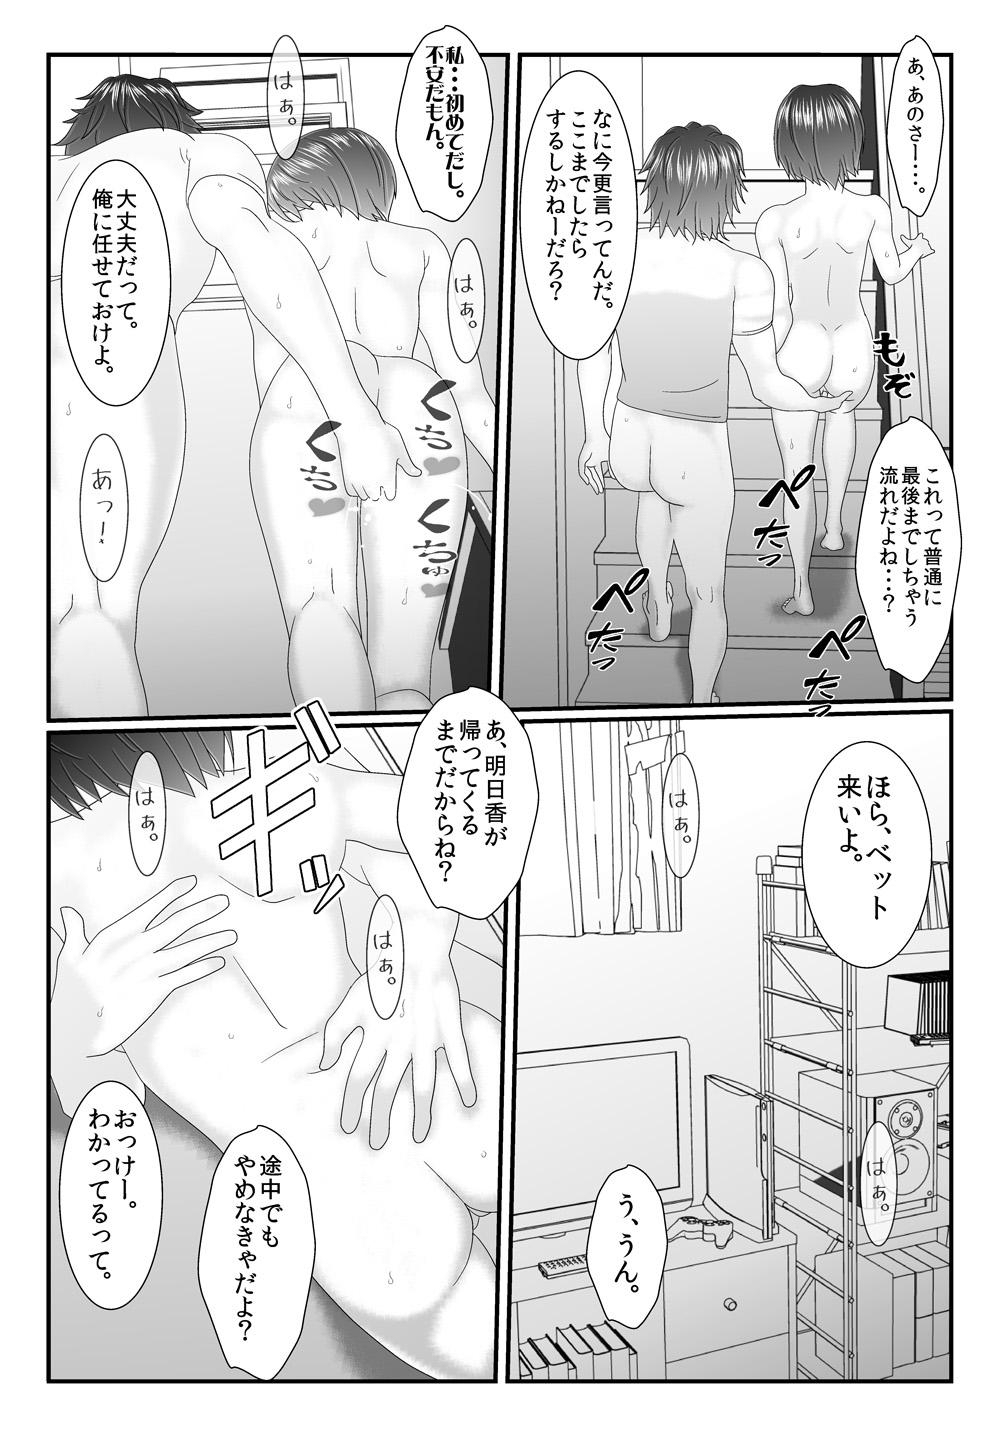 あ、あのさー・・・。
なに今更言ってんだ。
ここまでしたら
するしかねーだろ？
もぞ
これって普通に
最後までしちゃう
流れだよね・・・？
ペたっ
ペたっ
ペたっ
私・・・初めてだし。
不安だもん。
はぁ。
はぁ。
大丈夫だって。
俺に任せておけよ。
くち♥
くち♥
くちゅ♥
あっ！
ほら、ベット
来いよ。
はぁ。
はぁ。
う、うん。
あ、明日香が
帰ってくる
までだからね？
ギシ
はぁ。
はぁ。
途中でも
やめなきゃだよ？
おっけー。
わかってるって。